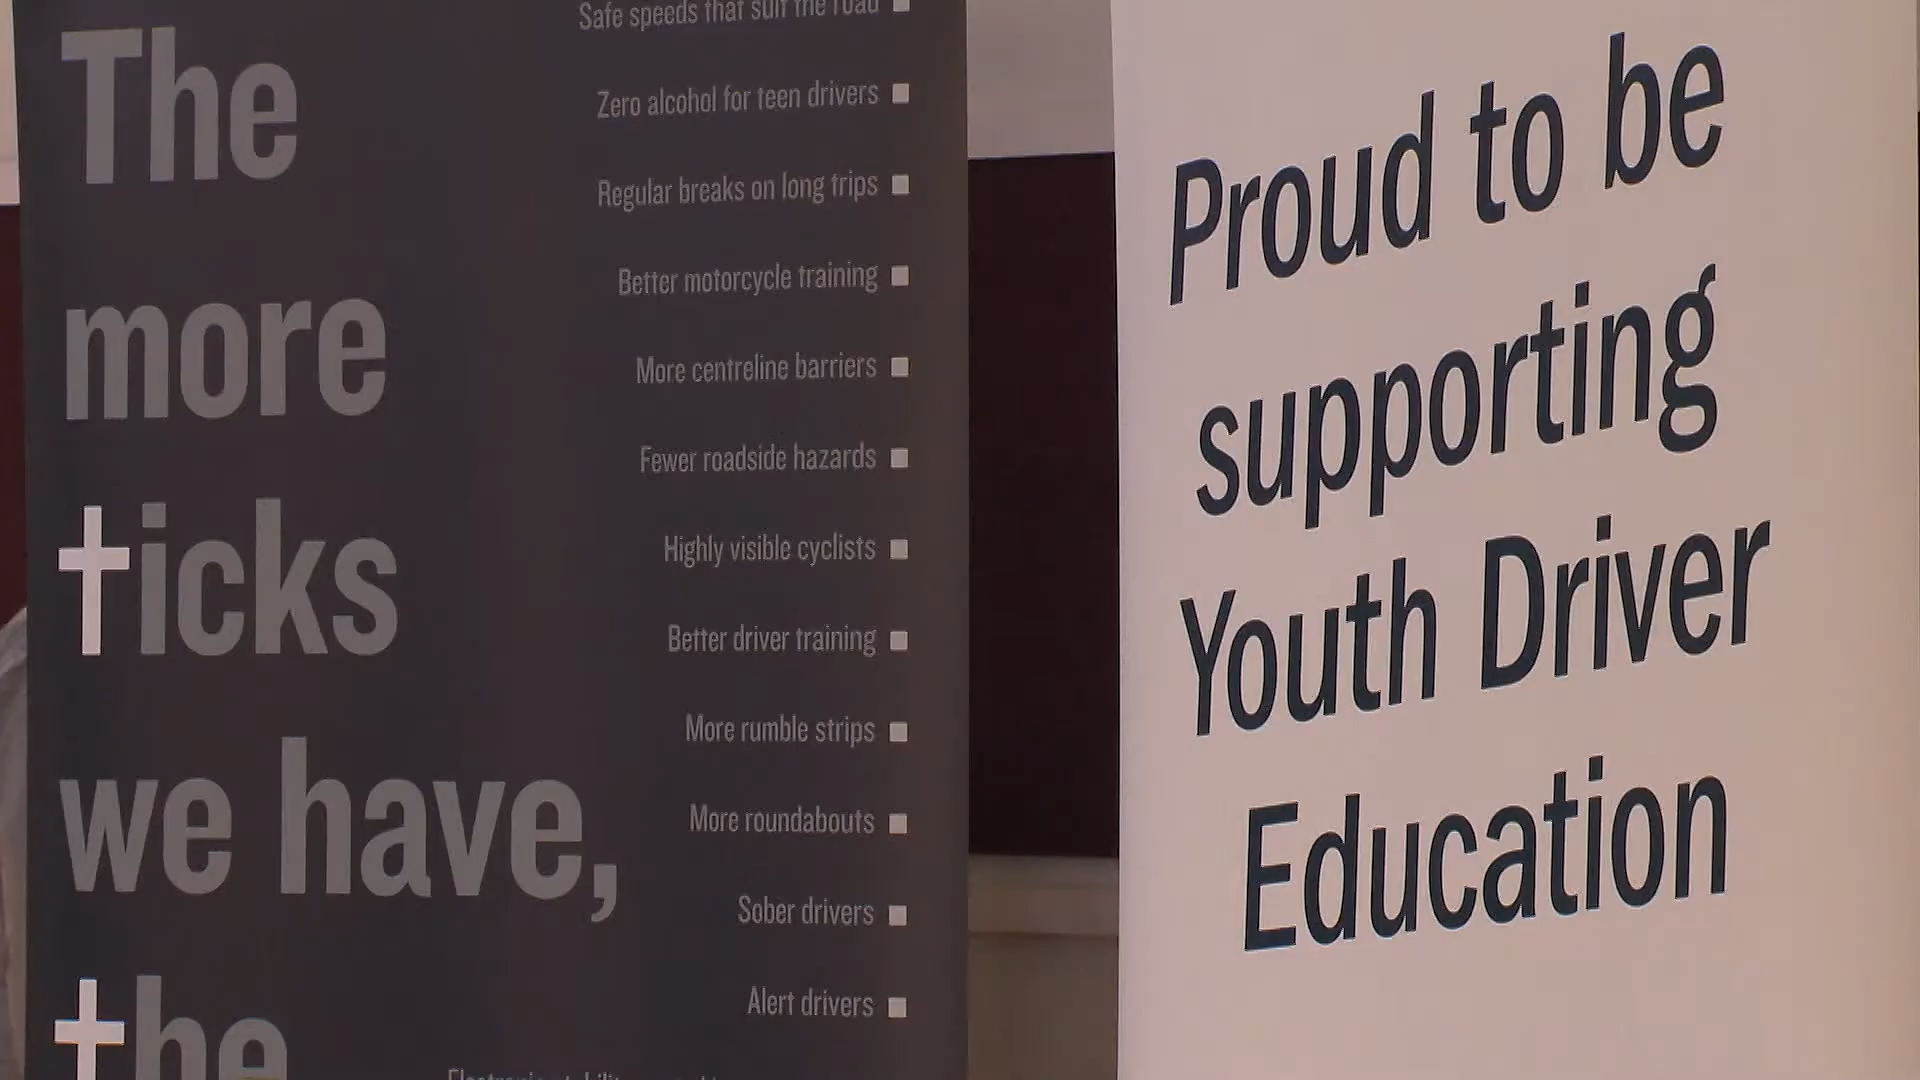 The
more
ticks
we have,
the
Safe speeds that suit the road
Zero alcohol for teen drivers
Regular breaks on long trips
Better motorcycle training
More centreline barriers
Fewer roadside hazards
Highly visible cyclists
Better driver training
More rumble strips
More roundabouts
Sober drivers
Alert drivers
Proud to be
supporting
Youth Driver
Education